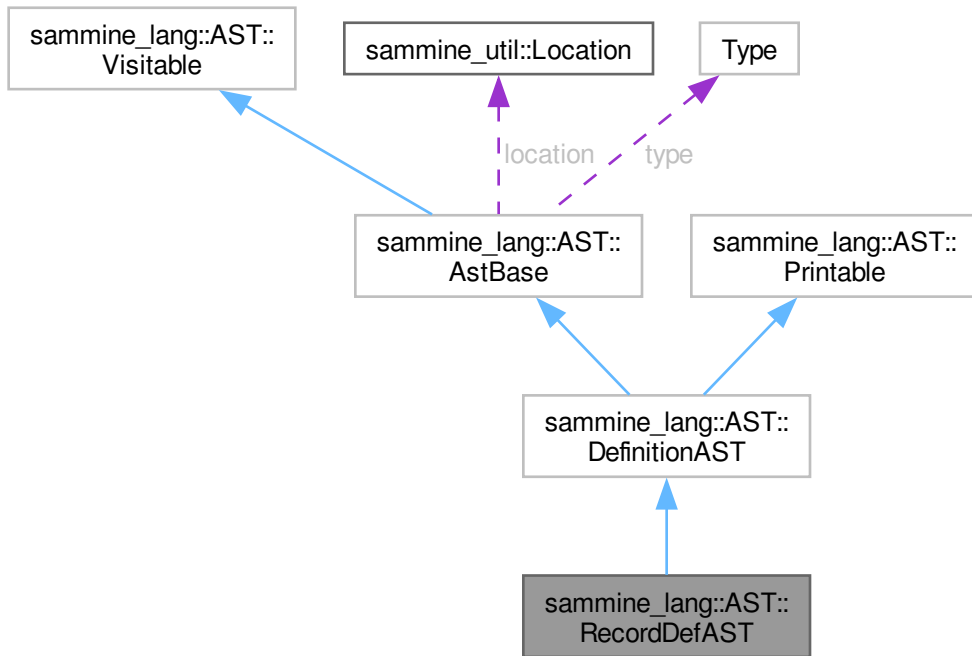 sammine_lang::AST::
Visitable
sammine_util::Location
Type
location
type
sammine_lang::AST::
AstBase
sammine_lang::AST::
Printable
sammine_lang::AST::
DefinitionAST
sammine_lang::AST::
RecordDefAST